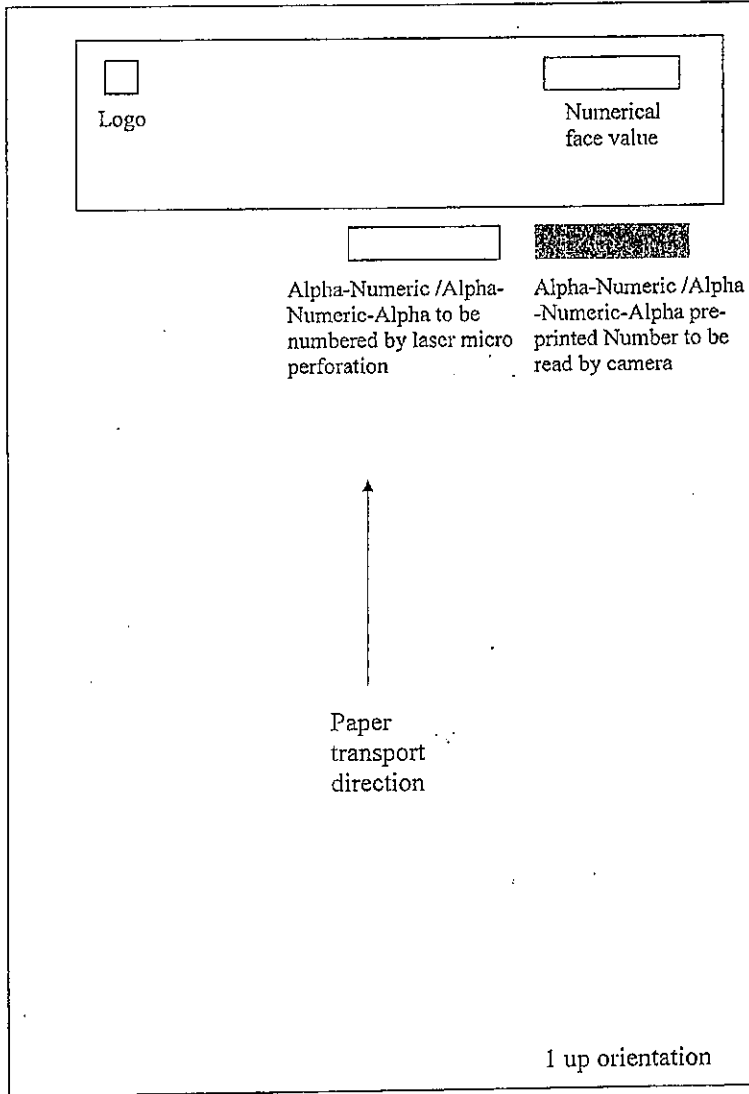 Logo
Numerical
face value
Alpha-Numeric /Alpha-
Numeric-Alpha to be
numbered by laser micro
perforation
Alpha-Numeric /Alpha
-Numeric-Alpha pre-
printed Number to be
read by camera
Paper
transport
direction
1 up orientation